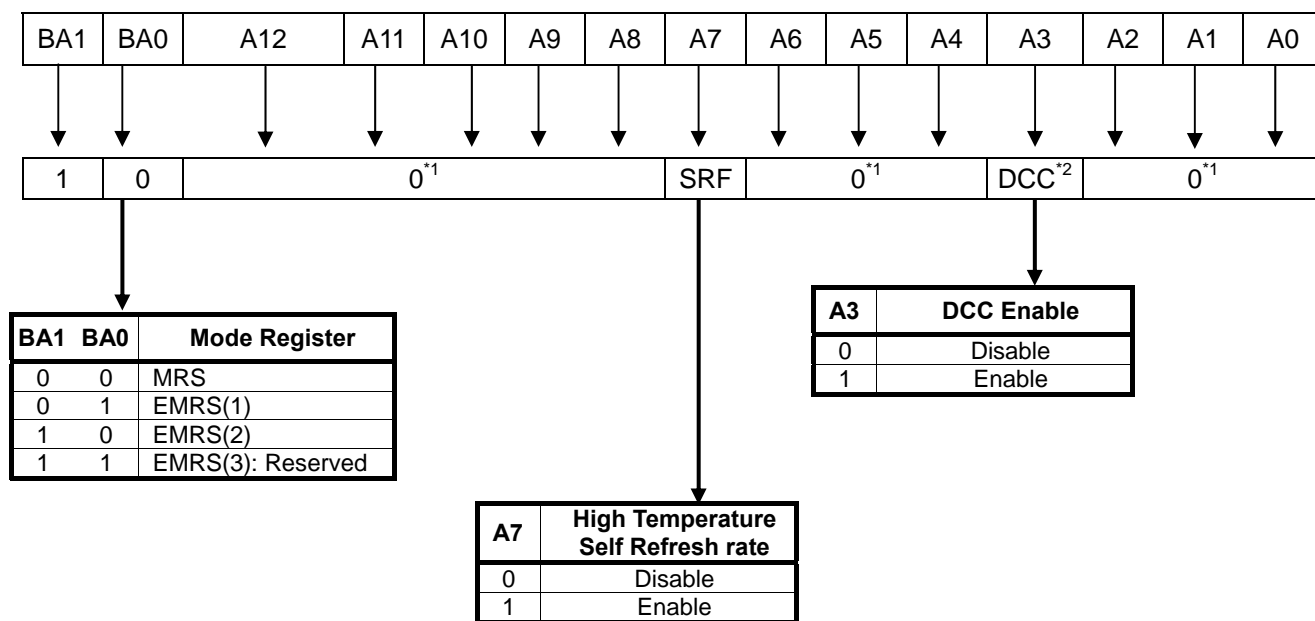 BA1 BA0 A12 A11 A10 A9 A8 A7 A6 A5 A4 A3 A2 A1 A0
1 0 0*1 SRF 0*1 DCC*2 0*1
BA1 BA0 Mode Register
0 0 MRS
0 1 EMRS(1)
1 0 EMRS(2)
1 1 EMRS(3): Reserved
A3 DCC Enable
0 Disable
1 Enable
A7 High Temperature
Self Refresh rate
0 Disable
1 Enable